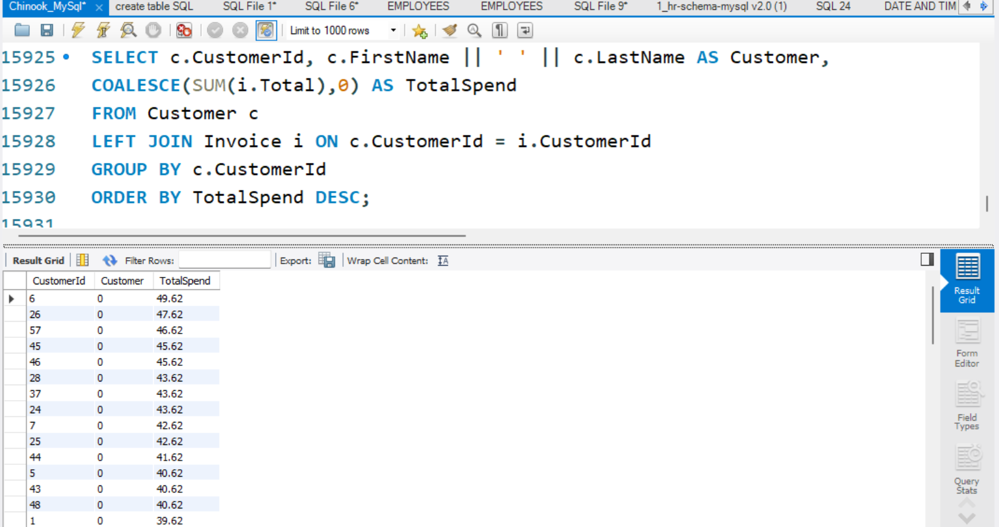 Chinook_MySql* × create table SQL SQL File 1* SQL File 6* EMPLOYEES EMPLOYEES SQL File 9* 1_hr-schema-mysql v2.0 (1) SQL 24 DATE AND TIM
Limit to 1000 rows
15925 SELECT c.CustomerId, c.FirstName || ' ' || c.LastName AS Customer,
15926 COALESCE(SUM(i.Total),0) AS TotalSpend
15927 FROM Customer c
15928 LEFT JOIN Invoice i ON c.CustomerId = i.CustomerId
15929 GROUP BY c.CustomerId
15930 ORDER BY TotalSpend DESC;
15931
Result Grid Filter Rows: Export: Wrap Cell Content:
CustomerId Customer TotalSpend
6 0 49.62
26 0 47.62
57 0 46.62
45 0 45.62
46 0 45.62
28 0 43.62
37 0 43.62
24 0 43.62
7 0 42.62
25 0 42.62
44 0 41.62
5 0 40.62
43 0 40.62
48 0 40.62
1 0 39.62
Result
Grid
Form
Editor
Field
Types
Query
Stats